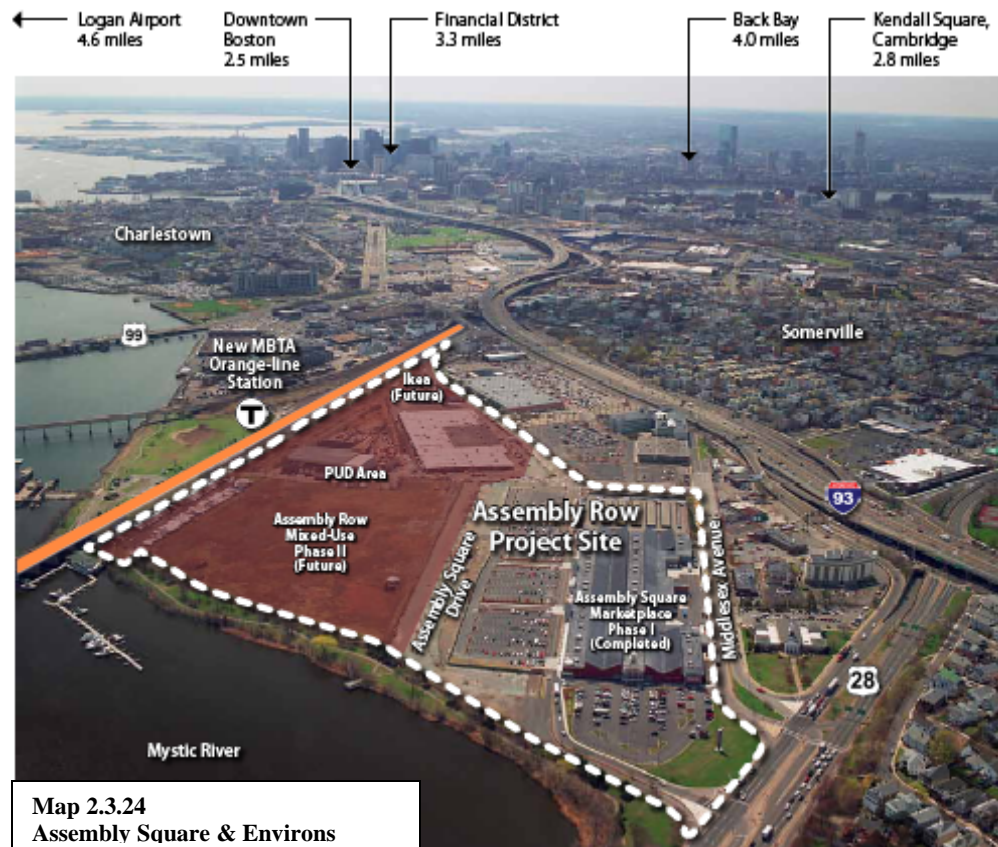 Logan Airport
4.6 miles
Downtown
Boston
2.5 miles
Financial District
3.3 miles
Back Bay
4.0 miles
Kendall Square,
Cambridge
2.8 miles
Charlestown
99
New MBTA
Orange-line
Station
T
Somerville
Ikea
(Future)
PUD Area
93
Assembly Row
Mixed-Use
Phase II
(Future)
Assembly Row
Project Site
Assembly Square
Drive
Assembly Square
Marketplace
Phase I
(Completed)
Middlesex Avenue
28
Mystic River
Map 2.3.24
Assembly Square & Environs